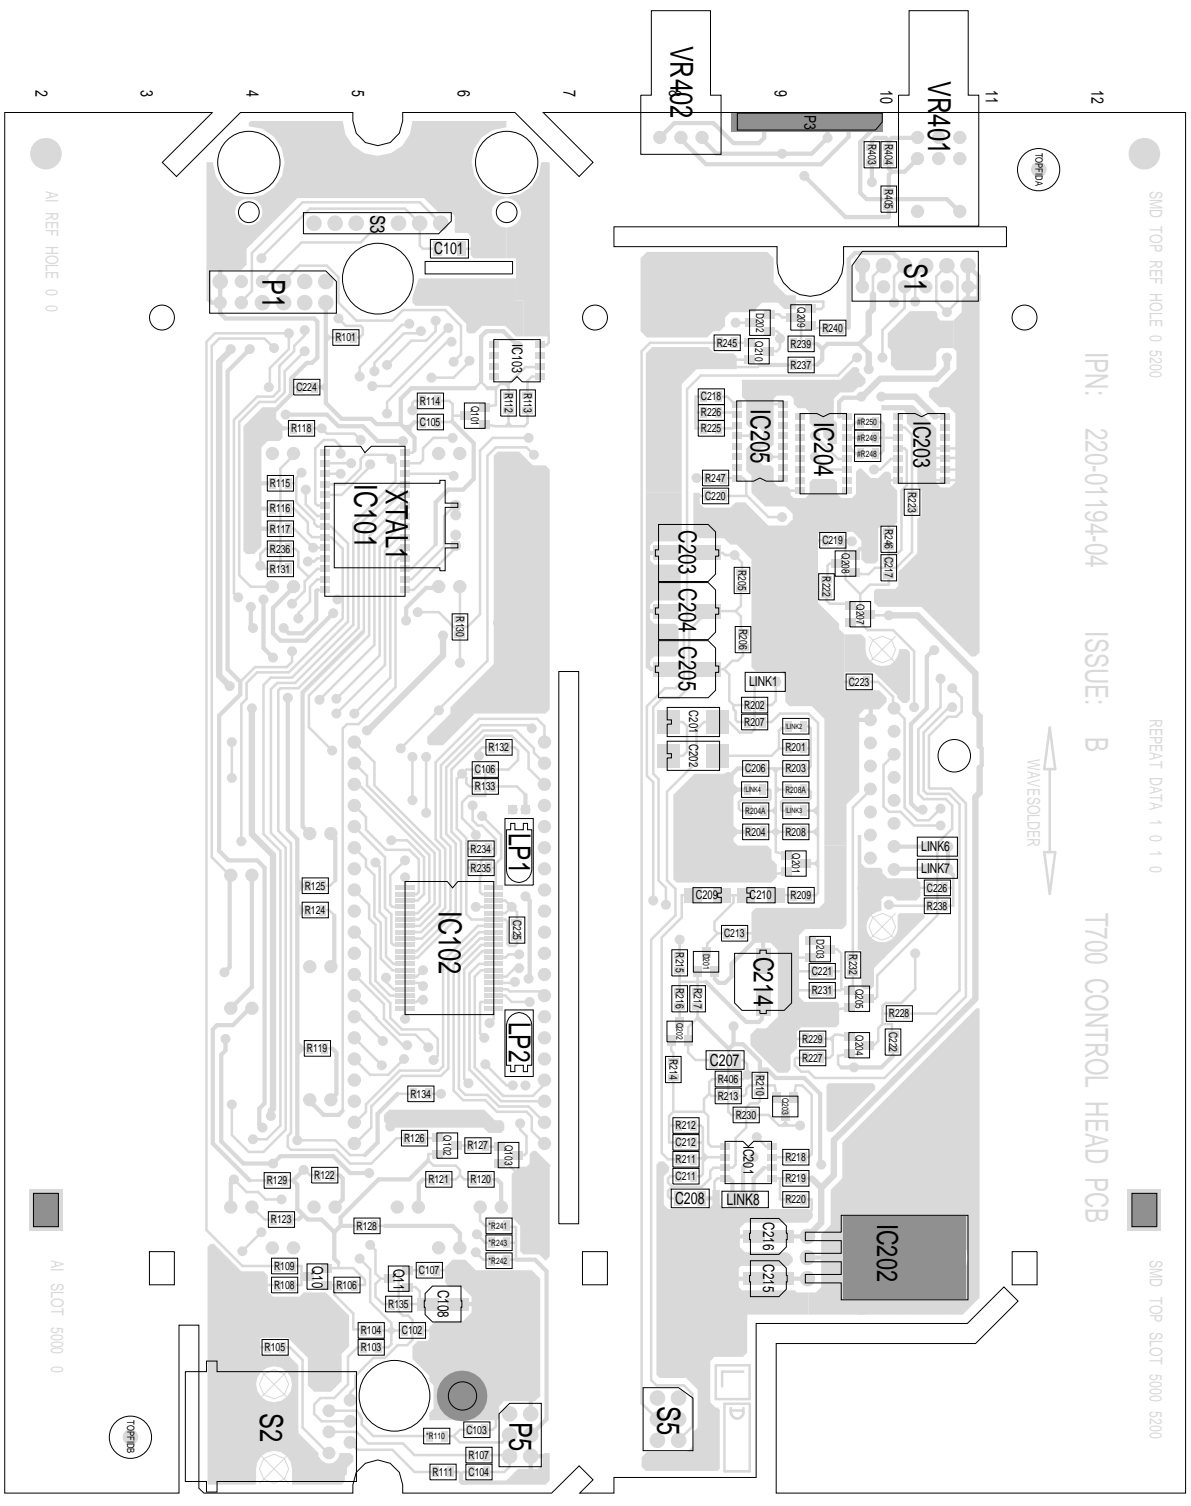 2
3
4
5
6
7
9
10
11
12
VR402
VR401
P3
R403
R404
R405
TOPFIDA
AI REF HOLE 0 0
SMD TOP REF HOLE 0 5200
S3
C101
P1
S1
R101
IC103
D202
Q209
R240
R245
Q210
R239
R237
C224
R114
C105
Q101
R112
R113
R118
C218
R226
R225
IC205
IC204
#R250
#R249
#R248
IC203
R247
C220
R223
R115
R116
R117
R236
R131
XTAL1
IC101
C203
C204
C205
R205
R206
C219
Q208
R246
C217
R222
Q207
R130
LINK1
C223
R202
R207
C201
C202
LINK2
R201
R132
C106
R133
C206
R203
LINK4
R208A
R204A
LINK3
R204
R208
Q201
LP1
R234
R235
LINK6
LINK7
C226
R238
R125
R124
C209
C210
R209
IC102
C225
C213
R215
D201
C214
D203
C221
R231
R232
Q205
R216
R217
Q202
R228
C222
R229
R227
Q204
LP2
R119
R214
C207
R406
R213
R210
Q203
R230
R134
R126
Q102
R127
Q103
R212
C212
R211
C211
IC201
R218
R219
R220
C208
LINK8
R129
R122
R121
R120
R123
R128
*R241
*R243
*R242
C216
C215
IC202
R109
R108
Q10
R106
Q11
C107
R135
C108
R104
R103
C102
R105
S2
*R110
C103
R107
R111
C104
P5
S5
LD
TOPFIDB
IPN: 220-01194-04 ISSUE: B
T700 CONTROL HEAD PCB
REPEAT DATA 1 0 1 0
WAVESOLDER
AI SLOT 5000 0
SMD TOP SLOT 5000 5200